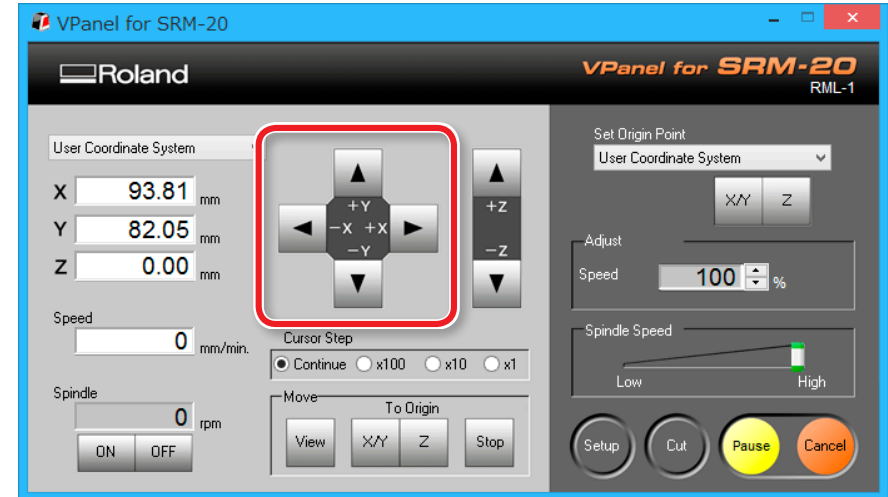 VPanel for SRM-20
Roland
VPanel for SRM-20
RML-1
User Coordinate System
X 93.81 mm
Y 82.05 mm
Z 0.00 mm
Speed
0 mm/min.
Spindle
0 rpm
ON OFF
+Y
-X +X
-Y
+Z
-Z
Cursor Step
Continue x100 x10 x1
Move
To Origin
View X/Y Z Stop
Set Origin Point
User Coordinate System
X/Y Z
Adjust
Speed 100 %
Spindle Speed
Low High
Setup Cut Pause Cancel